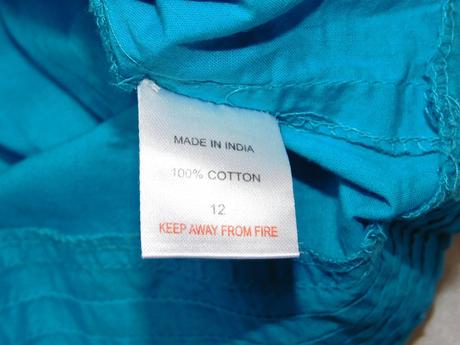 MADE IN INDIA
100% COTTON
12
KEEP AWAY FROM FIRE